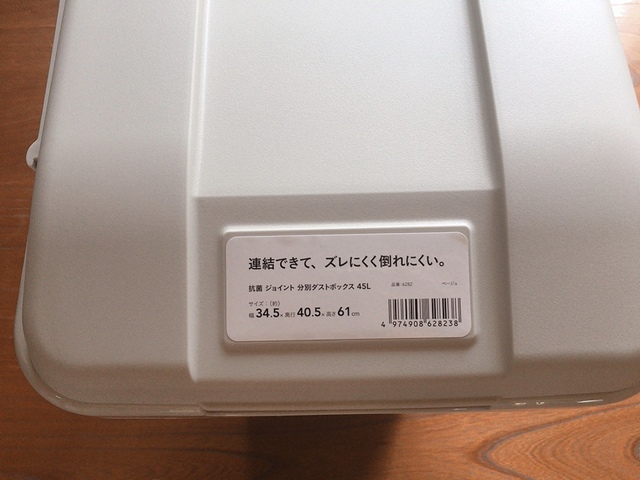 連結できて、ズレにくく倒れにくい。
抗菌 ジョイント 分別ダストボックス 45L
品番:6282 ベージュ
サイズ:(約)
幅34.5×奥行40.5×高さ61cm
4 974908 628238